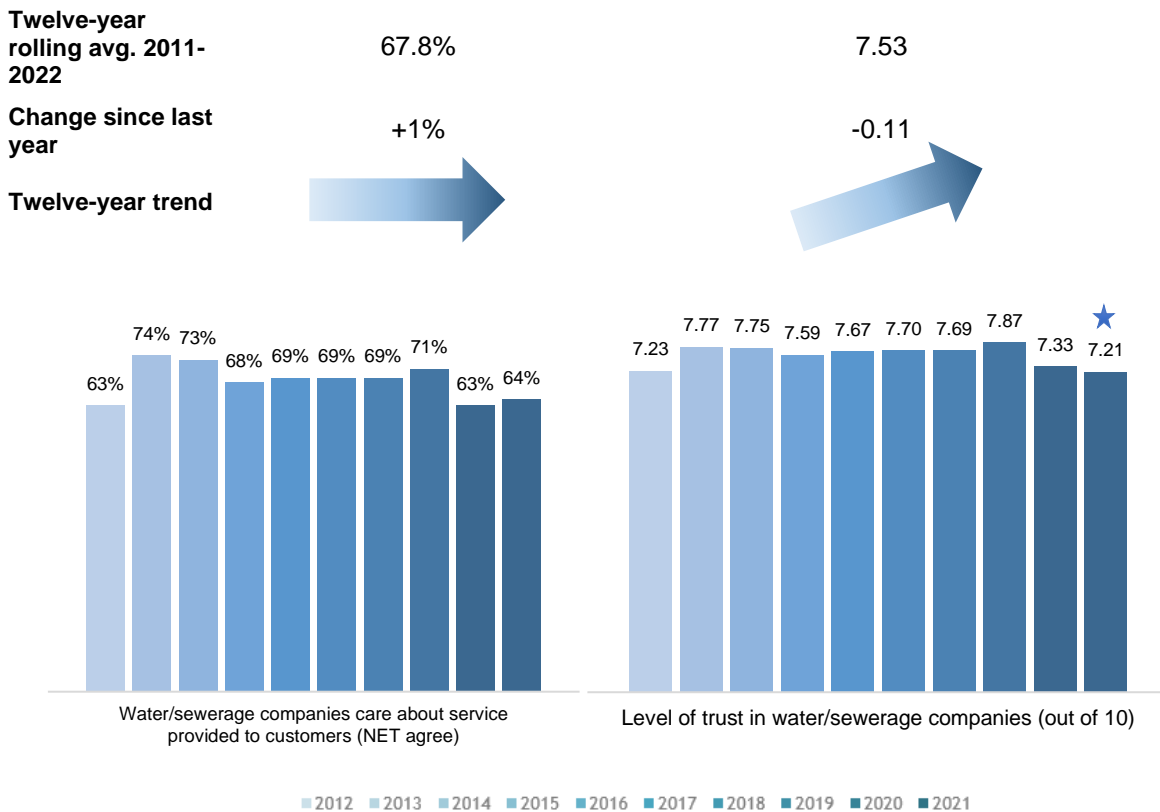 Twelve-year
rolling avg. 2011-
2022
67.8%
7.53
Change since last
year
+1%
-0.11
Twelve-year trend
63%
74%
73%
68%
69%
69%
69%
71%
63%
64%
7.23
7.77
7.75
7.59
7.67
7.70
7.69
7.87
7.33
7.21
Water/sewerage companies care about service
provided to customers (NET agree)
Level of trust in water/sewerage companies (out of 10)
2012 2013 2014 2015 2016 2017 2018 2019 2020 2021